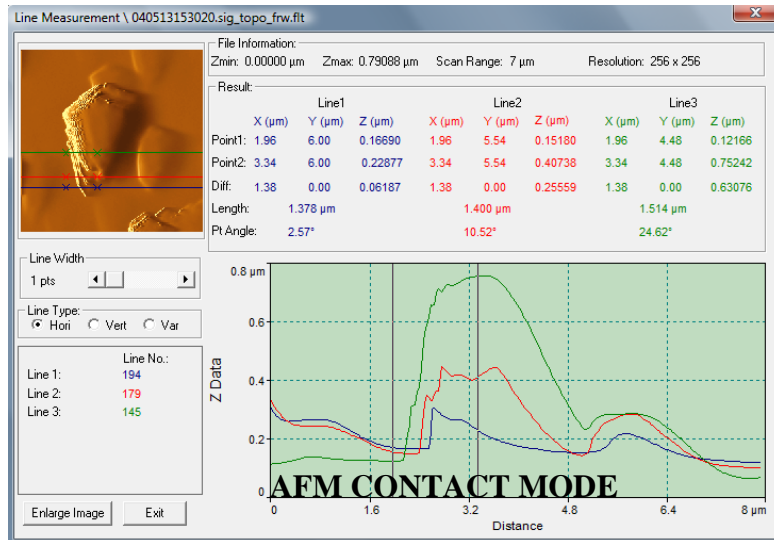 Line Measurement \ 040513153020.sig_topo_frw.flt
File Information:
Zmin: 0.00000 µm Zmax: 0.79088 µm Scan Range: 7 µm Resolution: 256 x 256
Result:
Line1 Line2 Line3
X (µm) Y (µm) Z (µm) X (µm) Y (µm) Z (µm) X (µm) Y (µm) Z (µm)
Point1: 1.96 6.00 0.16690 1.96 5.54 0.15180 1.96 4.48 0.12166
Point2: 3.34 6.00 0.22877 3.34 5.54 0.40738 3.34 4.48 0.75242
Diff: 1.38 0.00 0.06187 1.38 0.00 0.25559 1.38 0.00 0.63076
Length: 1.378 µm 1.400 µm 1.514 µm
Pt Angle: 2.57° 10.52° 24.62°
Line Width
1 pts
Line Type:
Hori Vert Var
Line No.:
Line 1: 194
Line 2: 179
Line 3: 145
Enlarge Image Exit
0.8 µm
0.6
0.4
0.2
0
Z Data
AFM CONTACT MODE
0 1.6 3.2 4.8 6.4 8 µm
Distance